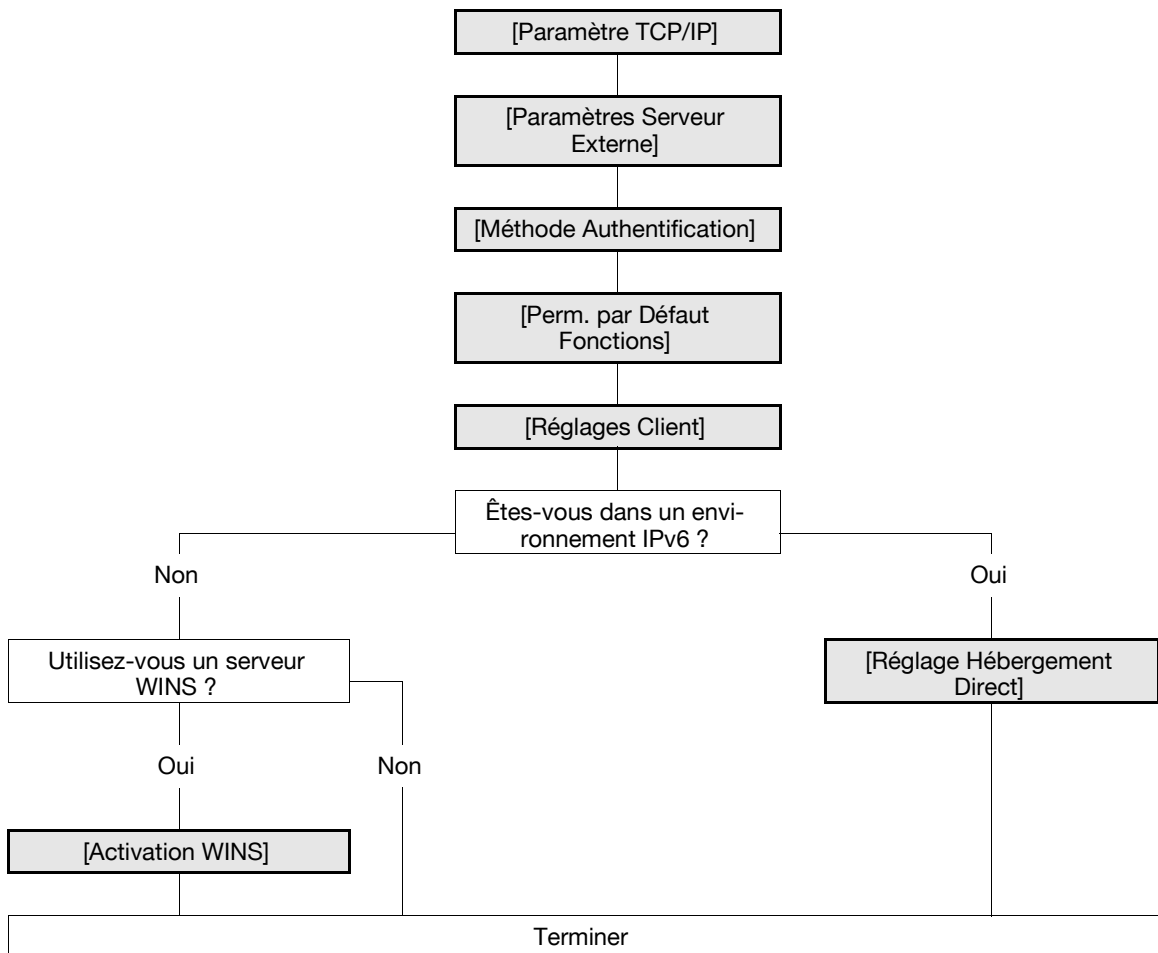 [Paramètre TCP/IP]
[Paramètres Serveur
Externe]
[Méthode Authentification]
[Perm. par Défaut
Fonctions]
[Réglages Client]
Êtes-vous dans un envi-
ronnement IPv6 ?
Non
Oui
Utilisez-vous un serveur
WINS ?
[Réglage Hébergement
Direct]
Oui
Non
[Activation WINS]
Terminer